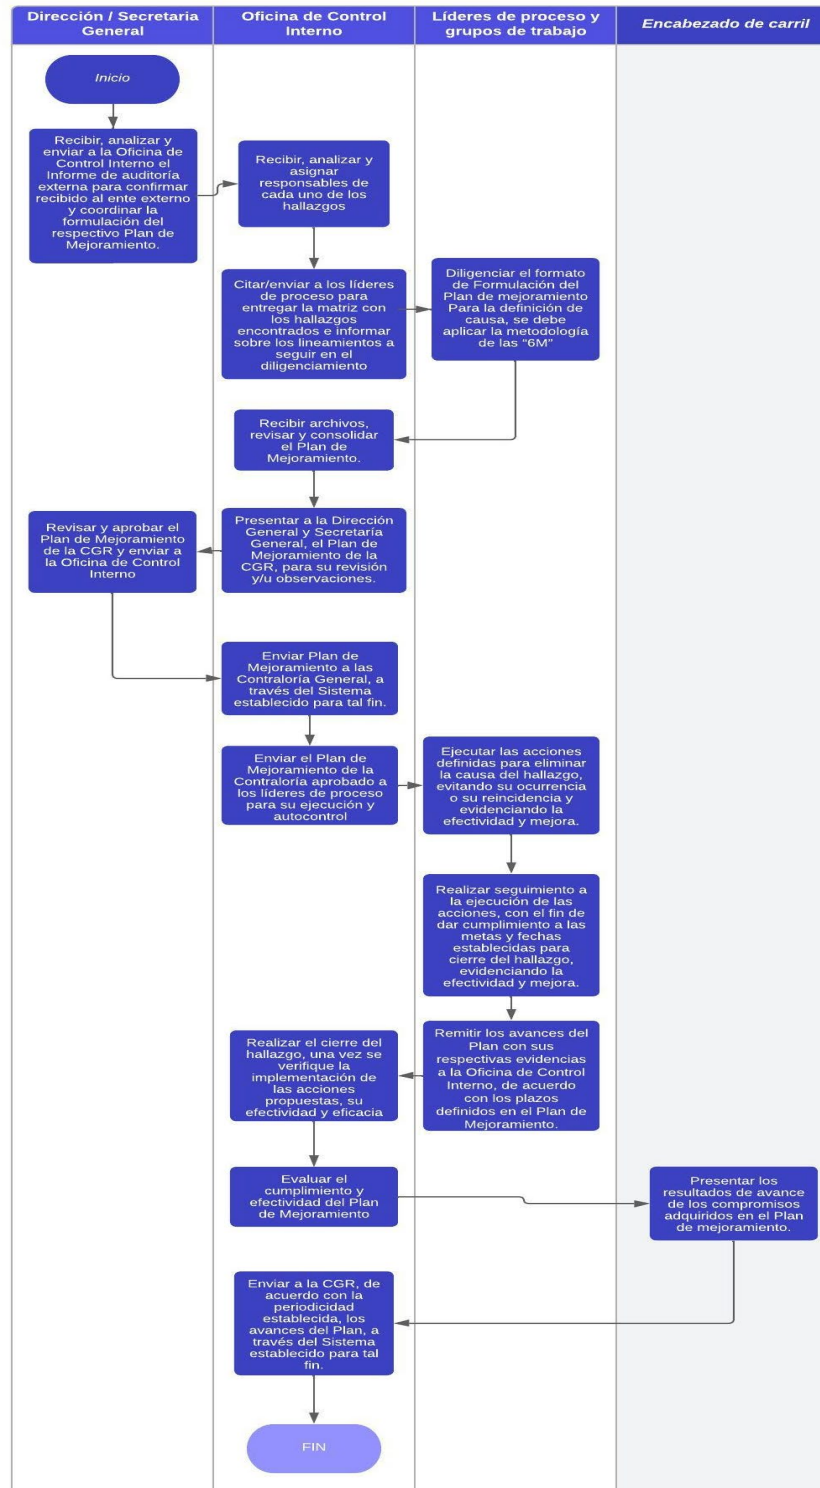 Dirección / Secretaria
General
Oficina de Control
Interno
Líderes de proceso y
grupos de trabajo
Encabezado de carril
Inicio
Recibir, analizar y
enviar a la Oficina de
Control Interno el
Informe de auditoría
externa para confirmar
recibido al ente externo
y coordinar la
formulación del
respectivo Plan de
Mejoramiento.
Recibir, analizar y
asignar
responsables de
cada uno de los
hallazgos
Citar/enviar a los líderes
de proceso para
entregar la matriz con
los hallazgos
encontrados e informar
sobre los lineamientos a
seguir en el
diligenciamiento
Diligenciar el formato
de Formulación del
Plan de mejoramiento
Para la definición de
causa, se debe
aplicar la metodología
de las "6M"
Recibir archivos,
revisar y consolidar
el Plan de
Mejoramiento.
Presentar a la Dirección
General y Secretaría
General, el Plan de
Mejoramiento de la
CGR, para su revisión
y/u observaciones.
Revisar y aprobar el
Plan de Mejoramiento
de la CGR y enviar a
la Oficina de Control
Interno
Enviar Plan de
Mejoramiento a las
Contraloría General, a
través del Sistema
establecido para tal fin.
Enviar el Plan de
Mejoramiento de la
Contraloría aprobado a
los líderes de proceso
para su ejecución y
autocontrol
Ejecutar las acciones
definidas para eliminar
la causa del hallazgo,
evitando su ocurrencia
o su reincidencia y
evidenciando la
efectividad y mejora.
Realizar seguimiento a
la ejecución de las
acciones, con el fin de
dar cumplimiento a las
metas y fechas
establecidas para
cierre del hallazgo,
evidenciando la
efectividad y mejora.
Remitir los avances del
Plan con sus
respectivas evidencias
a la Oficina de Control
Interno, de acuerdo
con los plazos
definidos en el Plan de
Mejoramiento.
Realizar el cierre del
hallazgo, una vez se
verifique la
implementación de
las acciones
propuestas, su
efectividad y eficacia
Evaluar el
cumplimiento y
efectividad del Plan
de Mejoramiento
Presentar los
resultados de avance
de los compromisos
adquiridos en el Plan
de mejoramiento.
Enviar a la CGR, de
acuerdo con la
periodicidad
establecida, los
avances del Plan, a
través del Sistema
establecido para tal
fin.
FIN